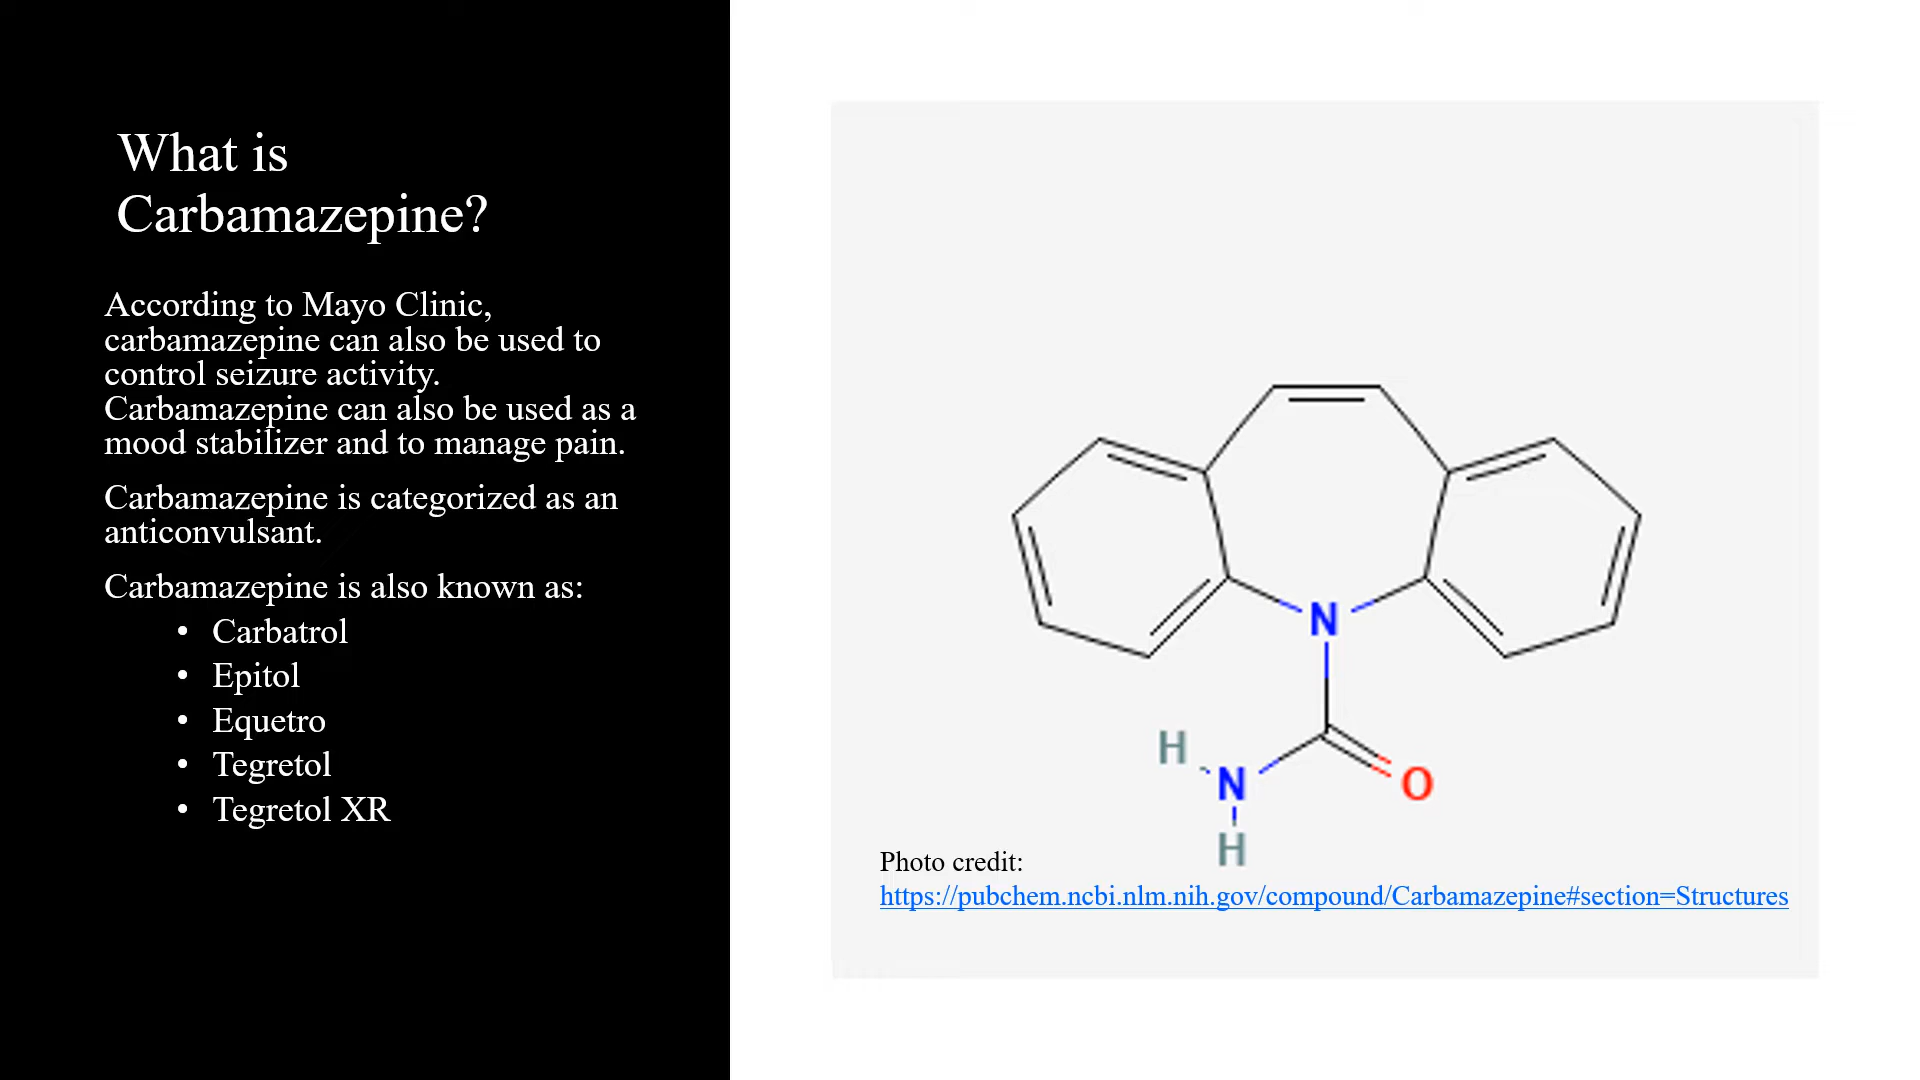 What is
Carbamazepine?
According to Mayo Clinic,
carbamazepine can also be used to
control seizure activity.
Carbamazepine can also be used as a
mood stabilizer and to manage pain.
Carbamazepine is categorized as an
anticonvulsant.
Carbamazepine is also known as:
• Carbatrol
• Epitol
• Equetro
• Tegretol
• Tegretol XR
N
H
N
O
H
Photo credit:
https://pubchem.ncbi.nlm.nih.gov/compound/Carbamazepine#section=Structures